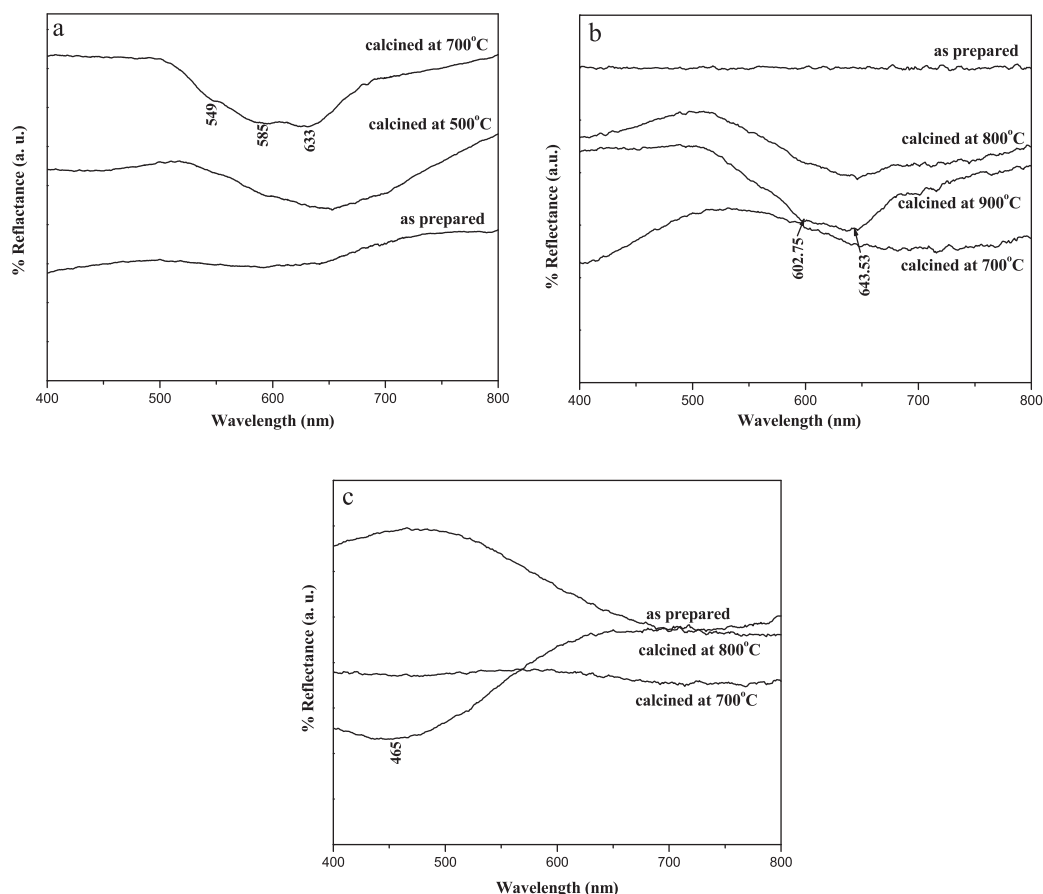 a
calcined at 700°C
549
585
633
calcined at 500°C
as prepared
% Reflactance (a. u.)
400
500
600
700
800
Wavelength (nm)
b
as prepared
calcined at 800°C
calcined at 900°C
602.75
643.53
calcined at 700°C
% Reflectance (a.u.)
400
500
600
700
800
Wavelength (nm)
c
as prepared
calcined at 800°C
calcined at 700°C
465
% Reflectance (a. u.)
400
500
600
700
800
Wavelength (nm)